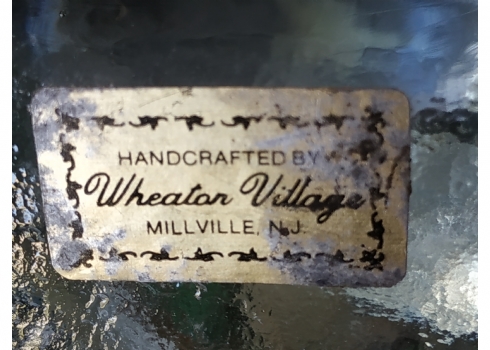 HANDCRAFTED BY
Wheaton Village
MILLVILLE, N.J.